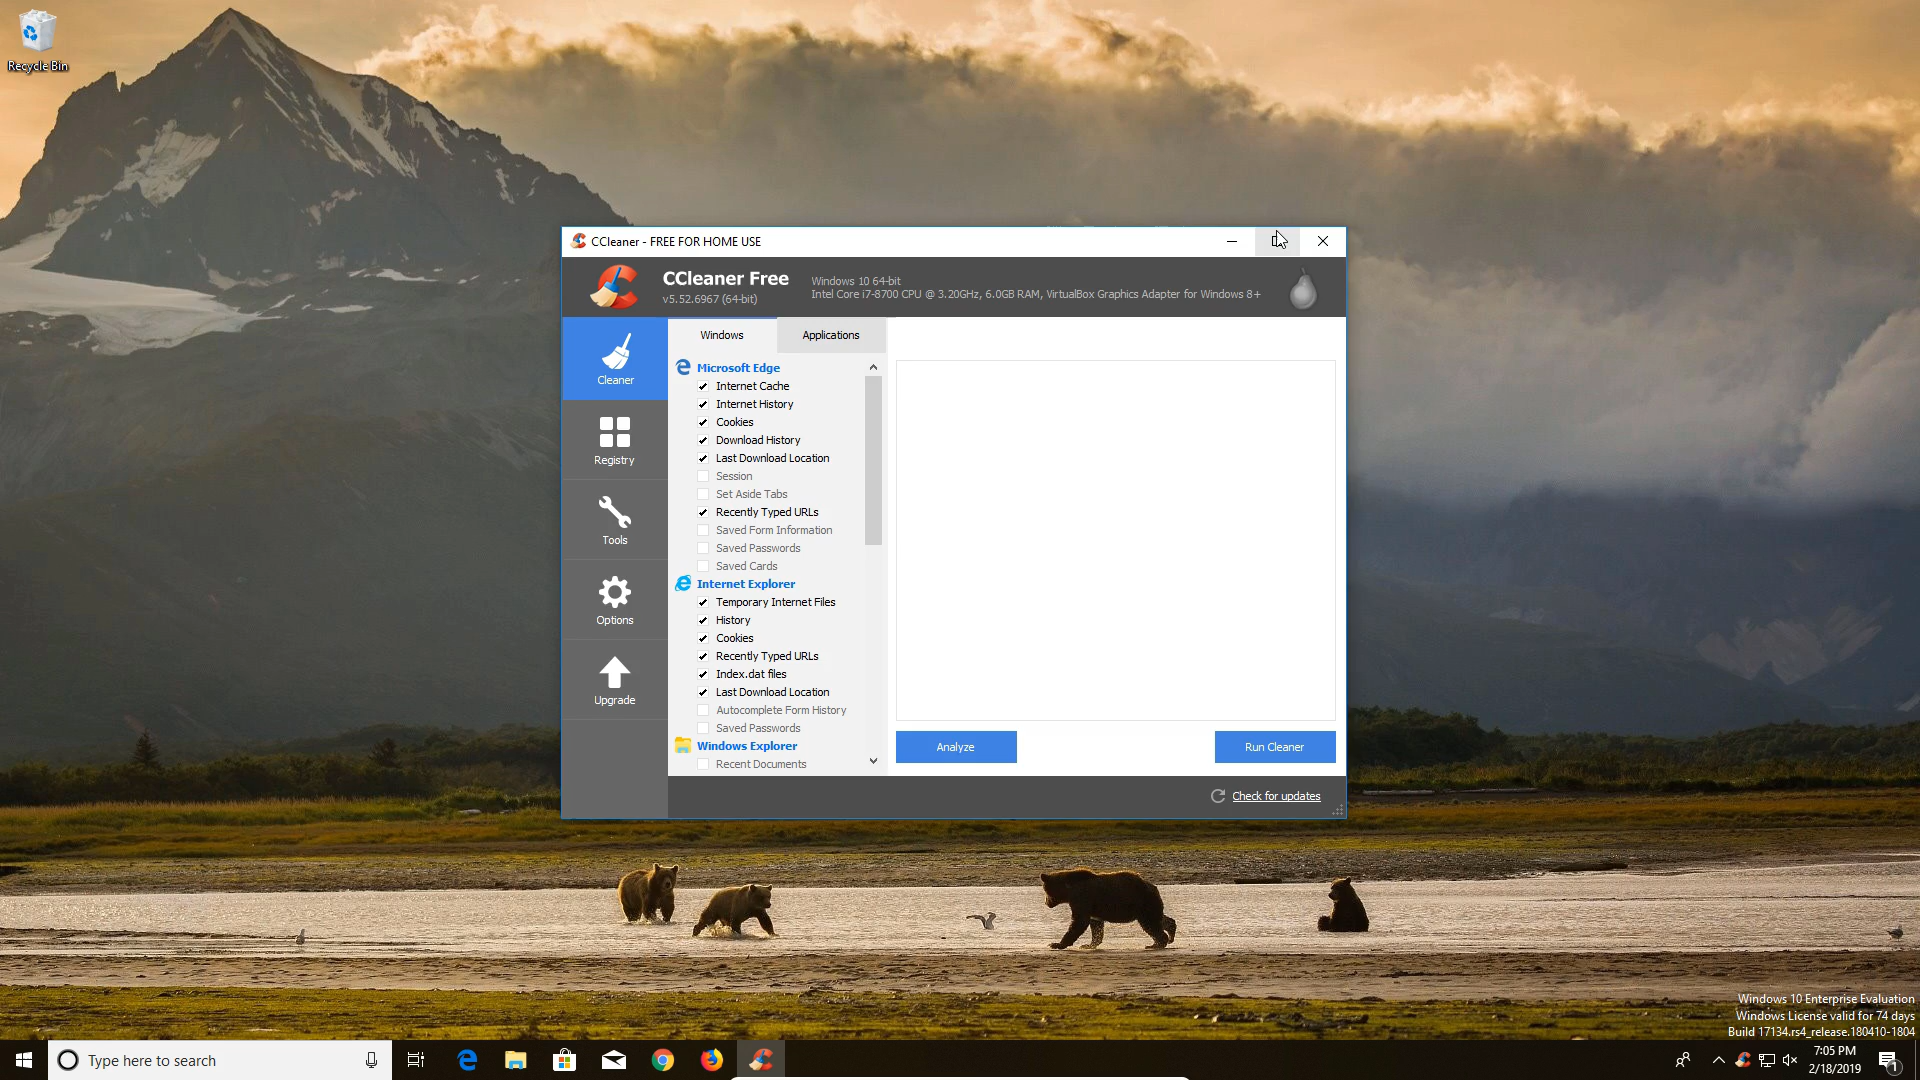 Recycle Bin
CCleaner - FREE FOR HOME USE
CCleaner Free
v5.52.6967 (64-bit)
Windows 10 64-bit
Intel Core i7-8700 CPU @ 3.20GHz, 6.0GB RAM, VirtualBox Graphics Adapter for Windows 8+
Cleaner
Registry
Tools
Options
Upgrade
Windows
Applications
Microsoft Edge
Internet Cache
Internet History
Cookies
Download History
Last Download Location
Session
Set Aside Tabs
Recently Typed URLs
Saved Form Information
Saved Passwords
Saved Cards
Internet Explorer
Temporary Internet Files
History
Cookies
Recently Typed URLs
Index.dat files
Last Download Location
Autocomplete Form History
Saved Passwords
Windows Explorer
Recent Documents
Analyze
Run Cleaner
Check for updates
Windows 10 Enterprise Evaluation
Windows License valid for 74 days
Build 17134.rs4_release.180410-1804
Type here to search
7:05 PM
2/18/2019
1